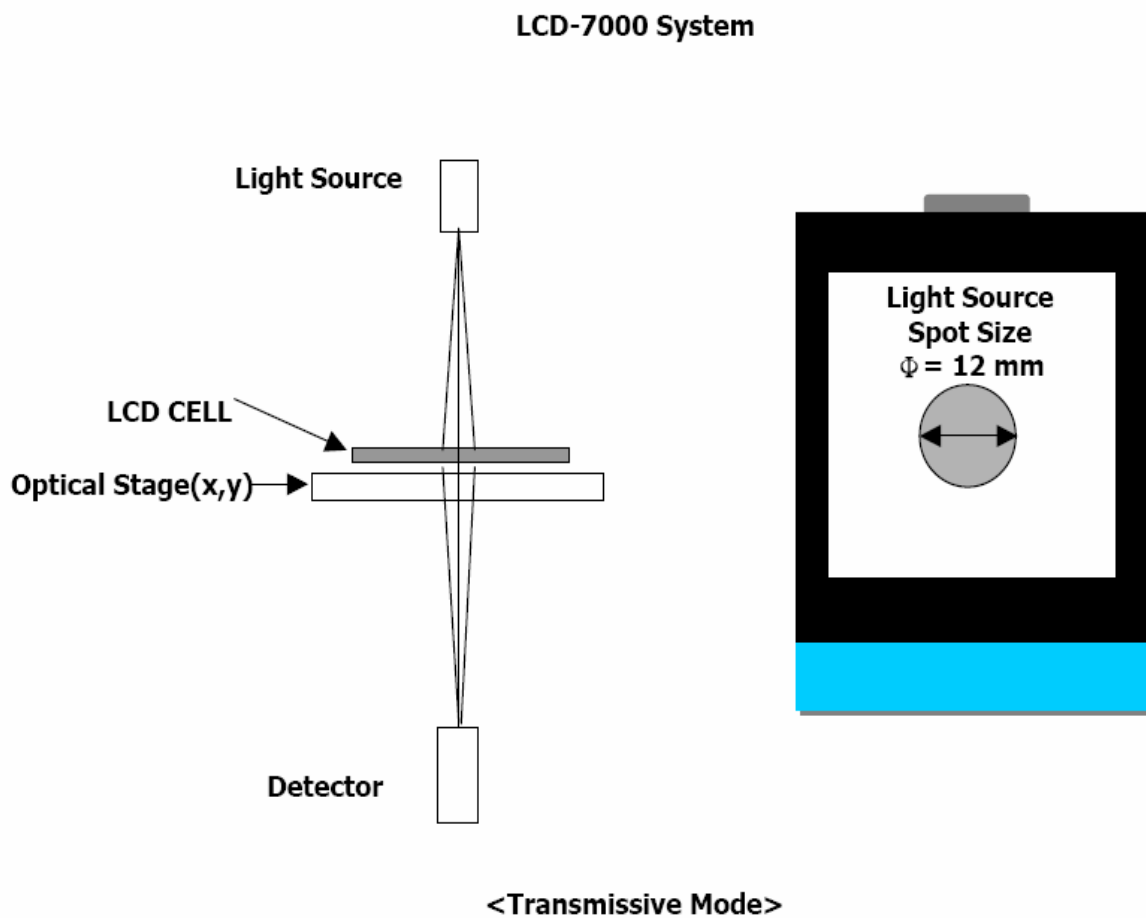 LCD-7000 System
Light Source
LCD CELL
Optical Stage(x,y)
Detector
Light Source
Spot Size
Φ = 12 mm
<Transmissive Mode>